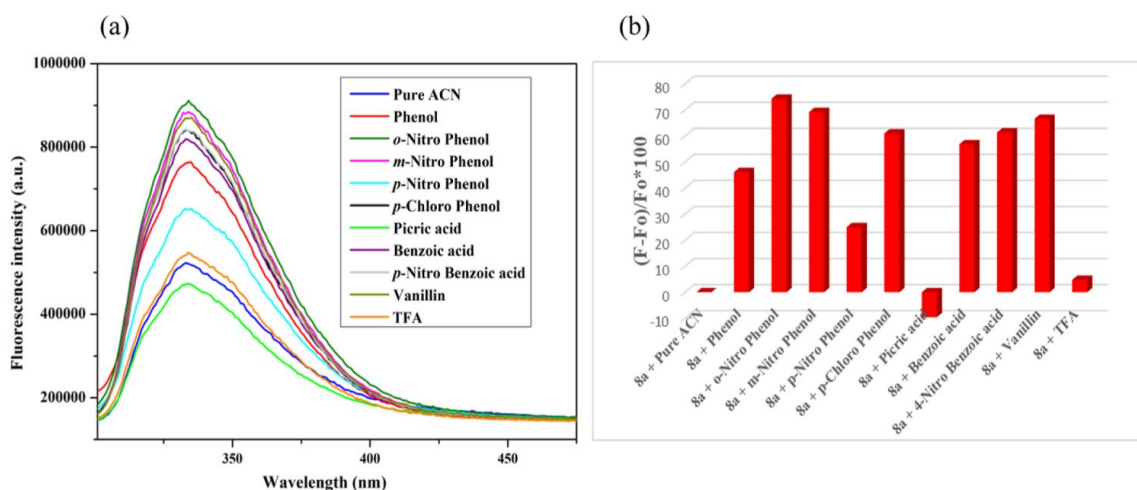 (a)
(b)
1000000
800000
600000
400000
200000
Fluorescence intensity (a.u.)
350
400
450
Wavelength (nm)
Pure ACN
Phenol
o-Nitro Phenol
m-Nitro Phenol
p-Nitro Phenol
p-Chloro Phenol
Picric acid
Benzoic acid
p-Nitro Benzoic acid
Vanillin
TFA
(F-Fo)/Fo*100
80
70
60
50
40
30
20
10
0
-10
8a + Pure ACN
8a + Phenol
8a + o-Nitro Phenol
8a + m-Nitro Phenol
8a + p-Nitro Phenol
8a + p-Chloro Phenol
8a + Picric acid
8a + Benzoic acid
8a + 4-Nitro Benzoic acid
8a + Vanillin
8a + TFA